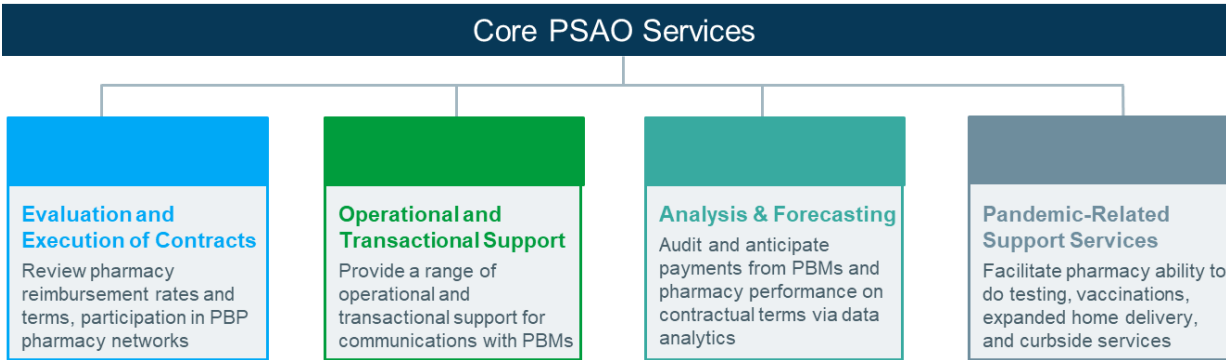 Core PSAO Services
Evaluation and
Execution of Contracts
Review pharmacy
reimbursement rates and
terms, participation in PBP
pharmacy networks
Operational and
Transactional Support
Provide a range of
operational and
transactional support for
communications with PBMs
Analysis & Forecasting
Audit and anticipate
payments from PBMs and
pharmacy performance on
contractual terms via data
analytics
Pandemic-Related
Support Services
Facilitate pharmacy ability to
do testing, vaccinations,
expanded home delivery,
and curbside services